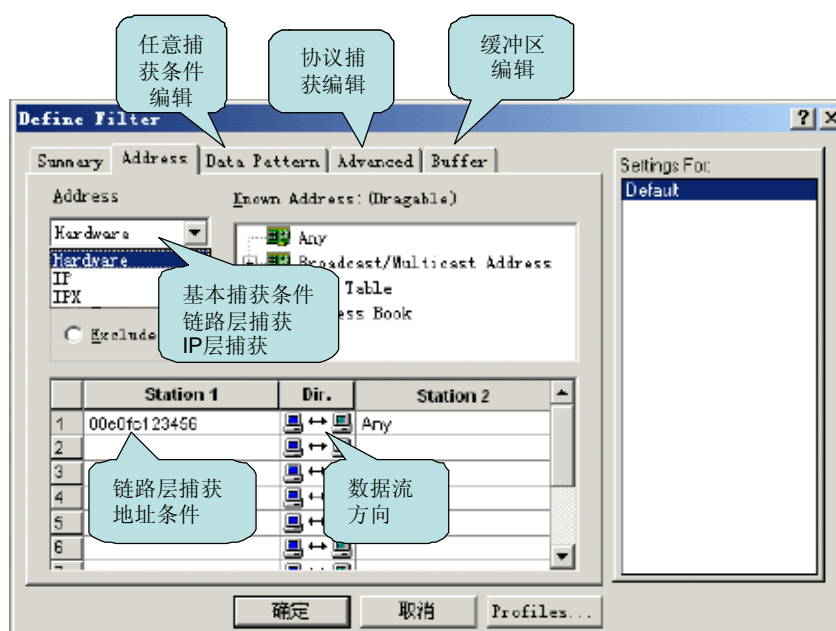 任意捕
获条件
编辑
协议捕
获编辑
缓冲区
编辑
Define Filter
Summary Address Data Pattern Advanced Buffer
Settings For:
Default
Address
Known Address: (Dragable)
Hardware
Hardware
IP
IPX
Any
Broadcast/Multicast Address
Table
ess Book
Exclude
基本捕获条件
链路层捕获
IP层捕获
Station 1 Dir. Station 2
1 00e0fc123456 Any
2
3
4
5
6
链路层捕获
地址条件
数据流
方向
确定 取消 Profiles...